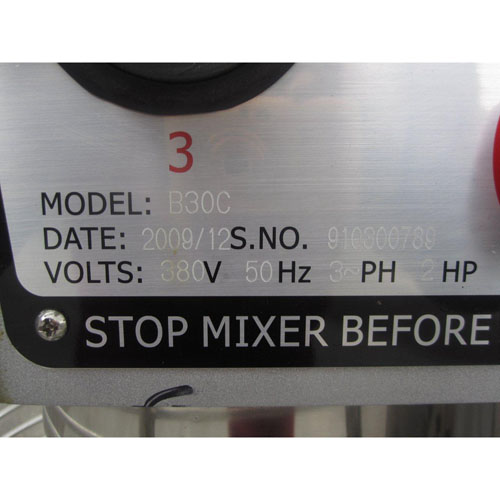 3
MODEL: B30C
DATE: 2009/12 S.NO. 910300789
VOLTS: 380V 50 Hz 3~ PH 2 HP
STOP MIXER BEFORE